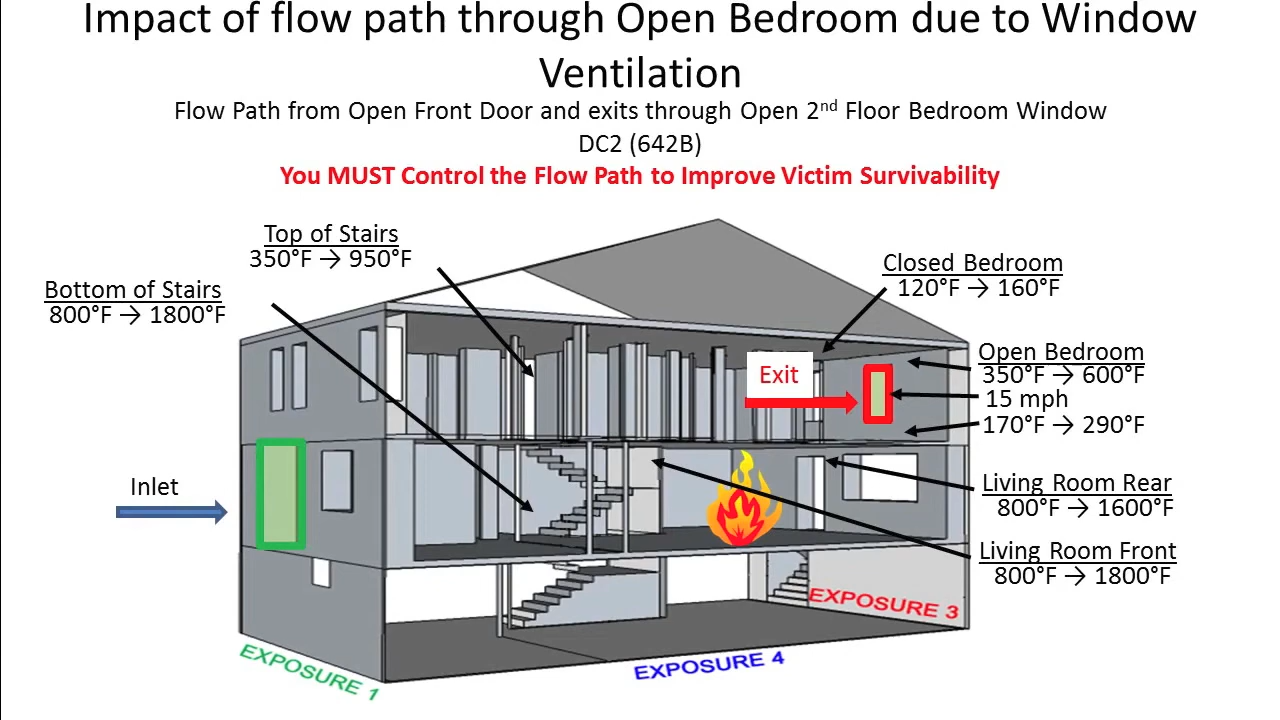 Impact of flow path through Open Bedroom due to Window
Ventilation
Flow Path from Open Front Door and exits through Open 2nd Floor Bedroom Window
DC2 (642B)
You MUST Control the Flow Path to Improve Victim Survivability
Top of Stairs
350°F → 950°F
Bottom of Stairs
800°F → 1800°F
Closed Bedroom
120°F → 160°F
Open Bedroom
350°F → 600°F
15 mph
170°F → 290°F
Exit
Inlet
Living Room Rear
800°F → 1600°F
Living Room Front
800°F → 1800°F
EXPOSURE 3
EXPOSURE 4
EXPOSURE 1